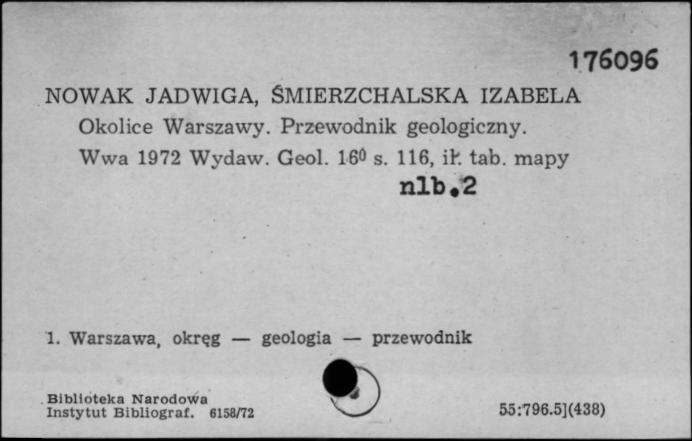 176096
NOWAK JADWIGA, ŚMIERZCHALSKA IZABELA
Okolice Warszawy. Przewodnik geologiczny.
Wwa 1972 Wydaw. Geol. 16⁰ s. 116, il. tab. mapy
nlb.2
1. Warszawa, okręg — geologia — przewodnik
Biblioteka Narodowa
Instytut Bibliograf. 6158/72
55:796.5](438)